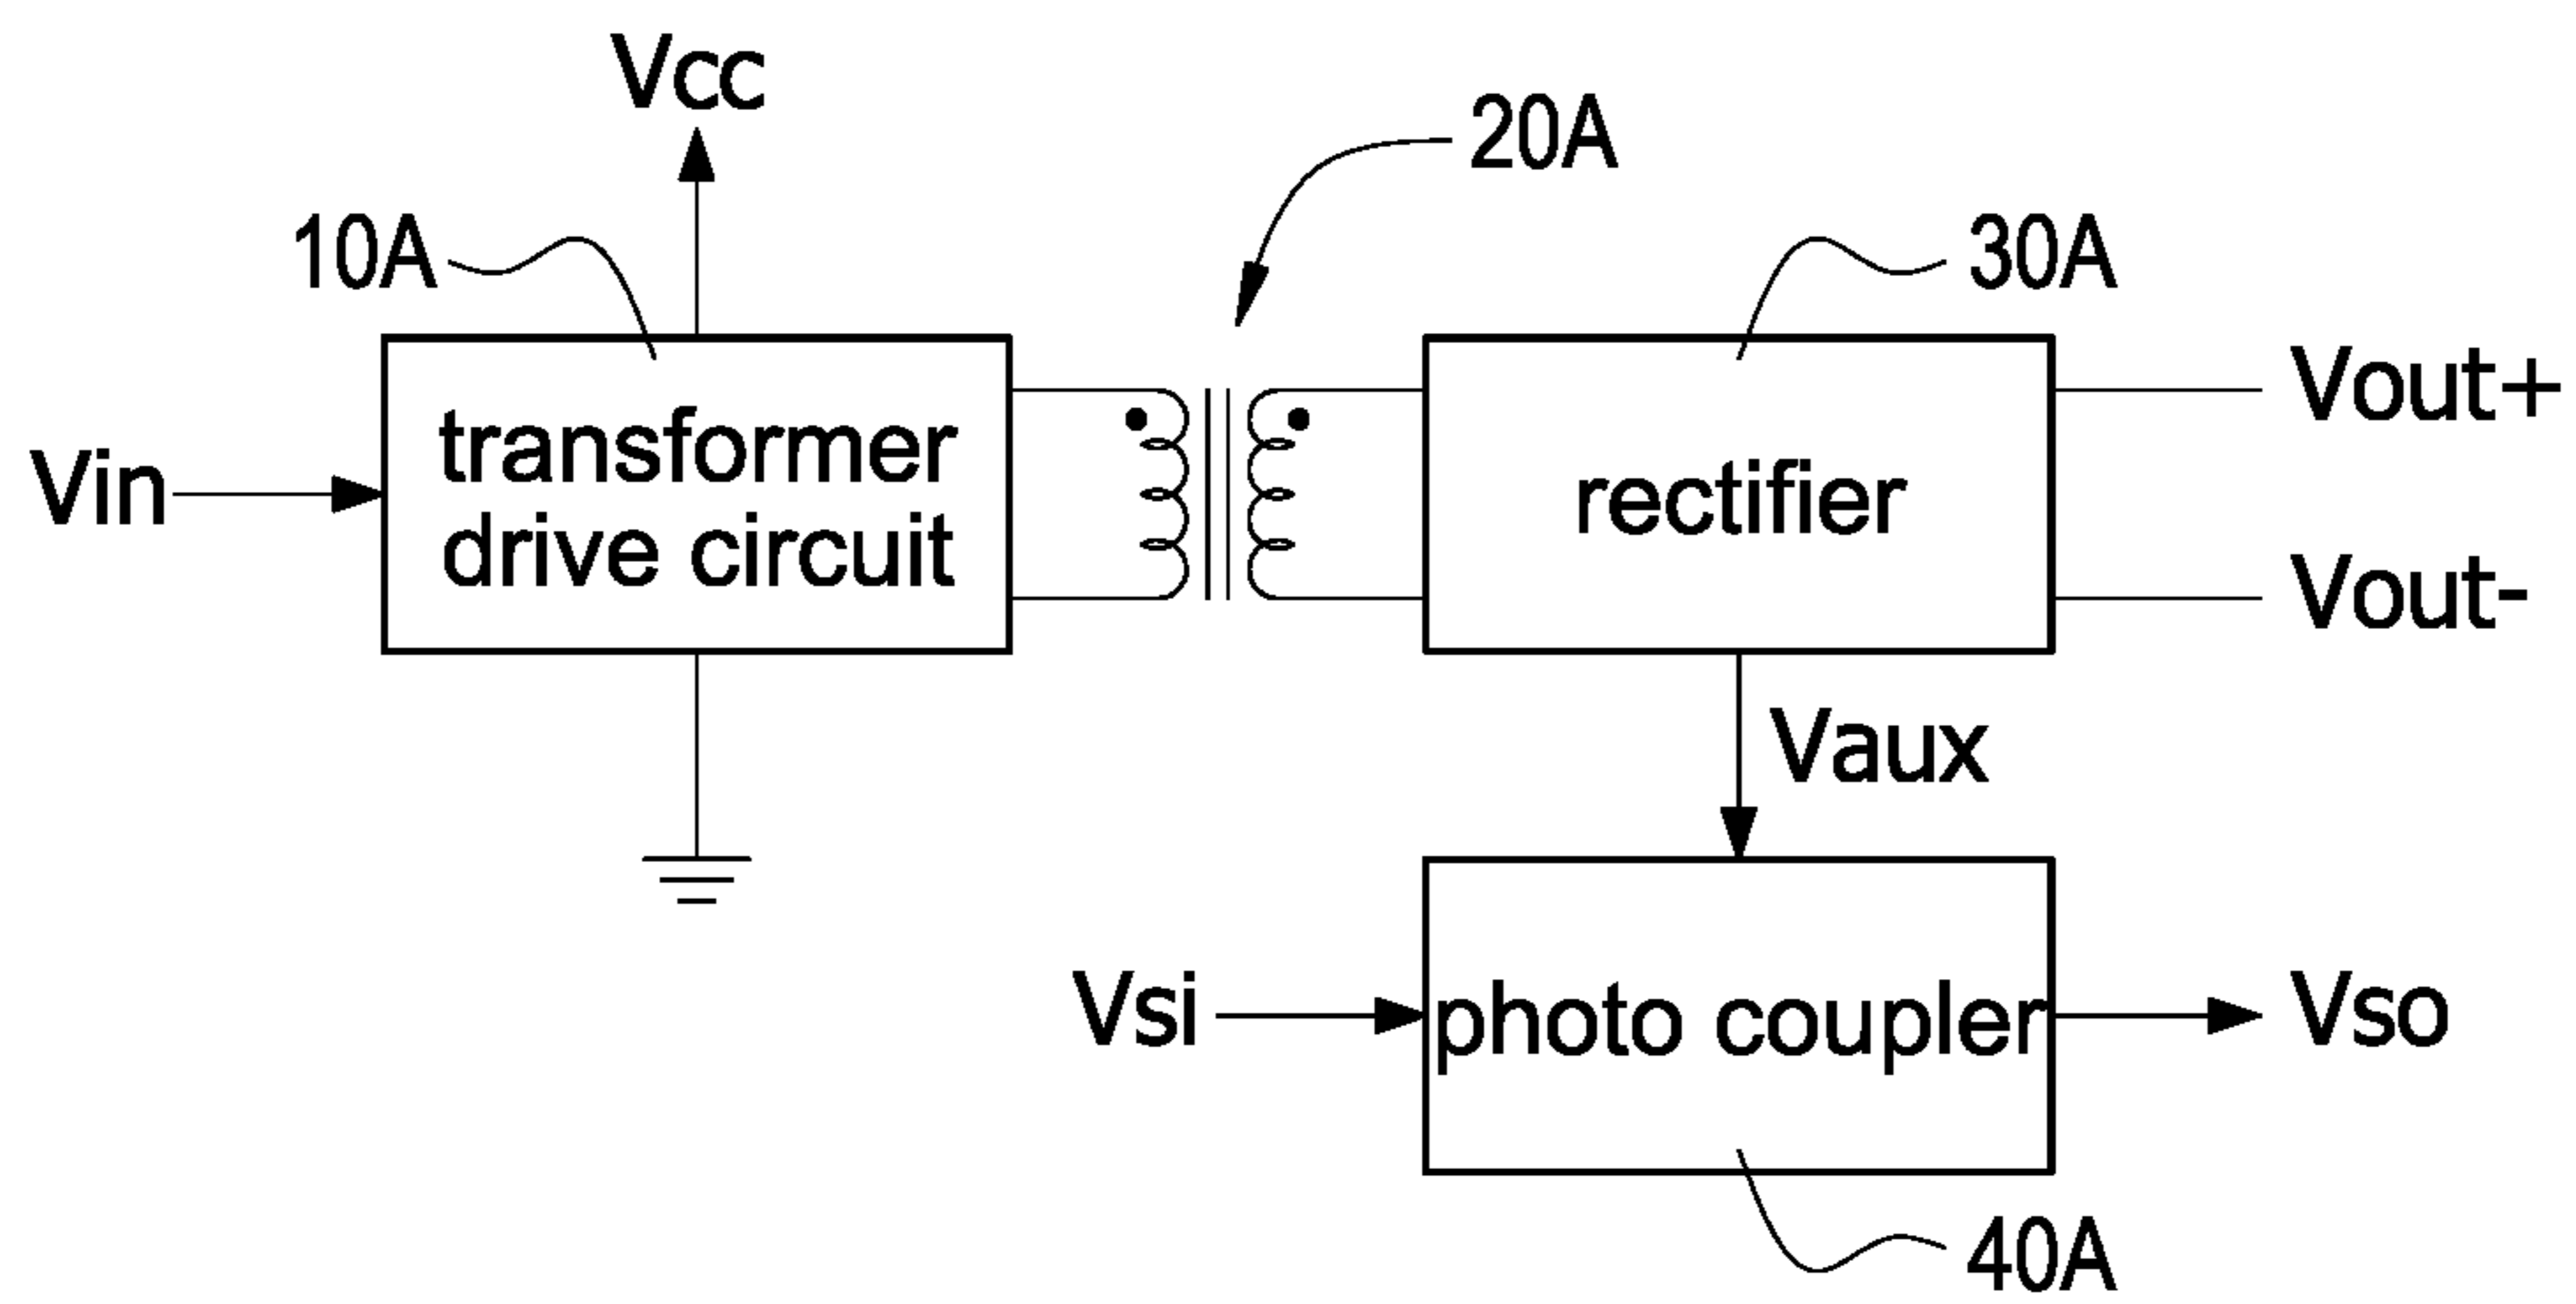 Vcc
20A
10A
30A
transformer
drive circuit
Vin
rectifier
Vout+
Vout-
Vaux
Vsi
photo coupler
Vso
40A